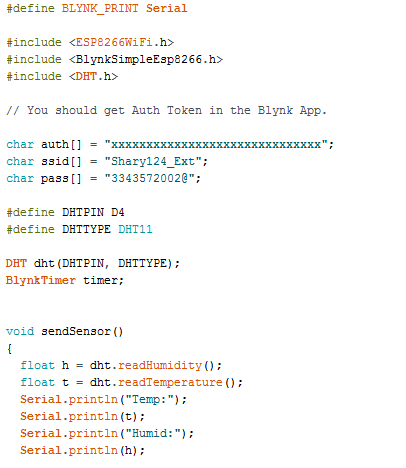 #define BLYNK_PRINT Serial
#include <ESP8266WiFi.h>
#include <BlynkSimpleEsp8266.h>
#include <DHT.h>
// You should get Auth Token in the Blynk App.
char auth[] = "xxxxxxxxxxxxxxxxxxxxxxxxxxxxxx";
char ssid[] = "Shary124_Ext";
char pass[] = "3343572002@";
#define DHTPIN D4
#define DHTTYPE DHT11
DHT dht(DHTPIN, DHTTYPE);
BlynkTimer timer;
void sendSensor()
{
  float h = dht.readHumidity();
  float t = dht.readTemperature();
  Serial.println("Temp:");
  Serial.println(t);
  Serial.println("Humid:");
  Serial.println(h);